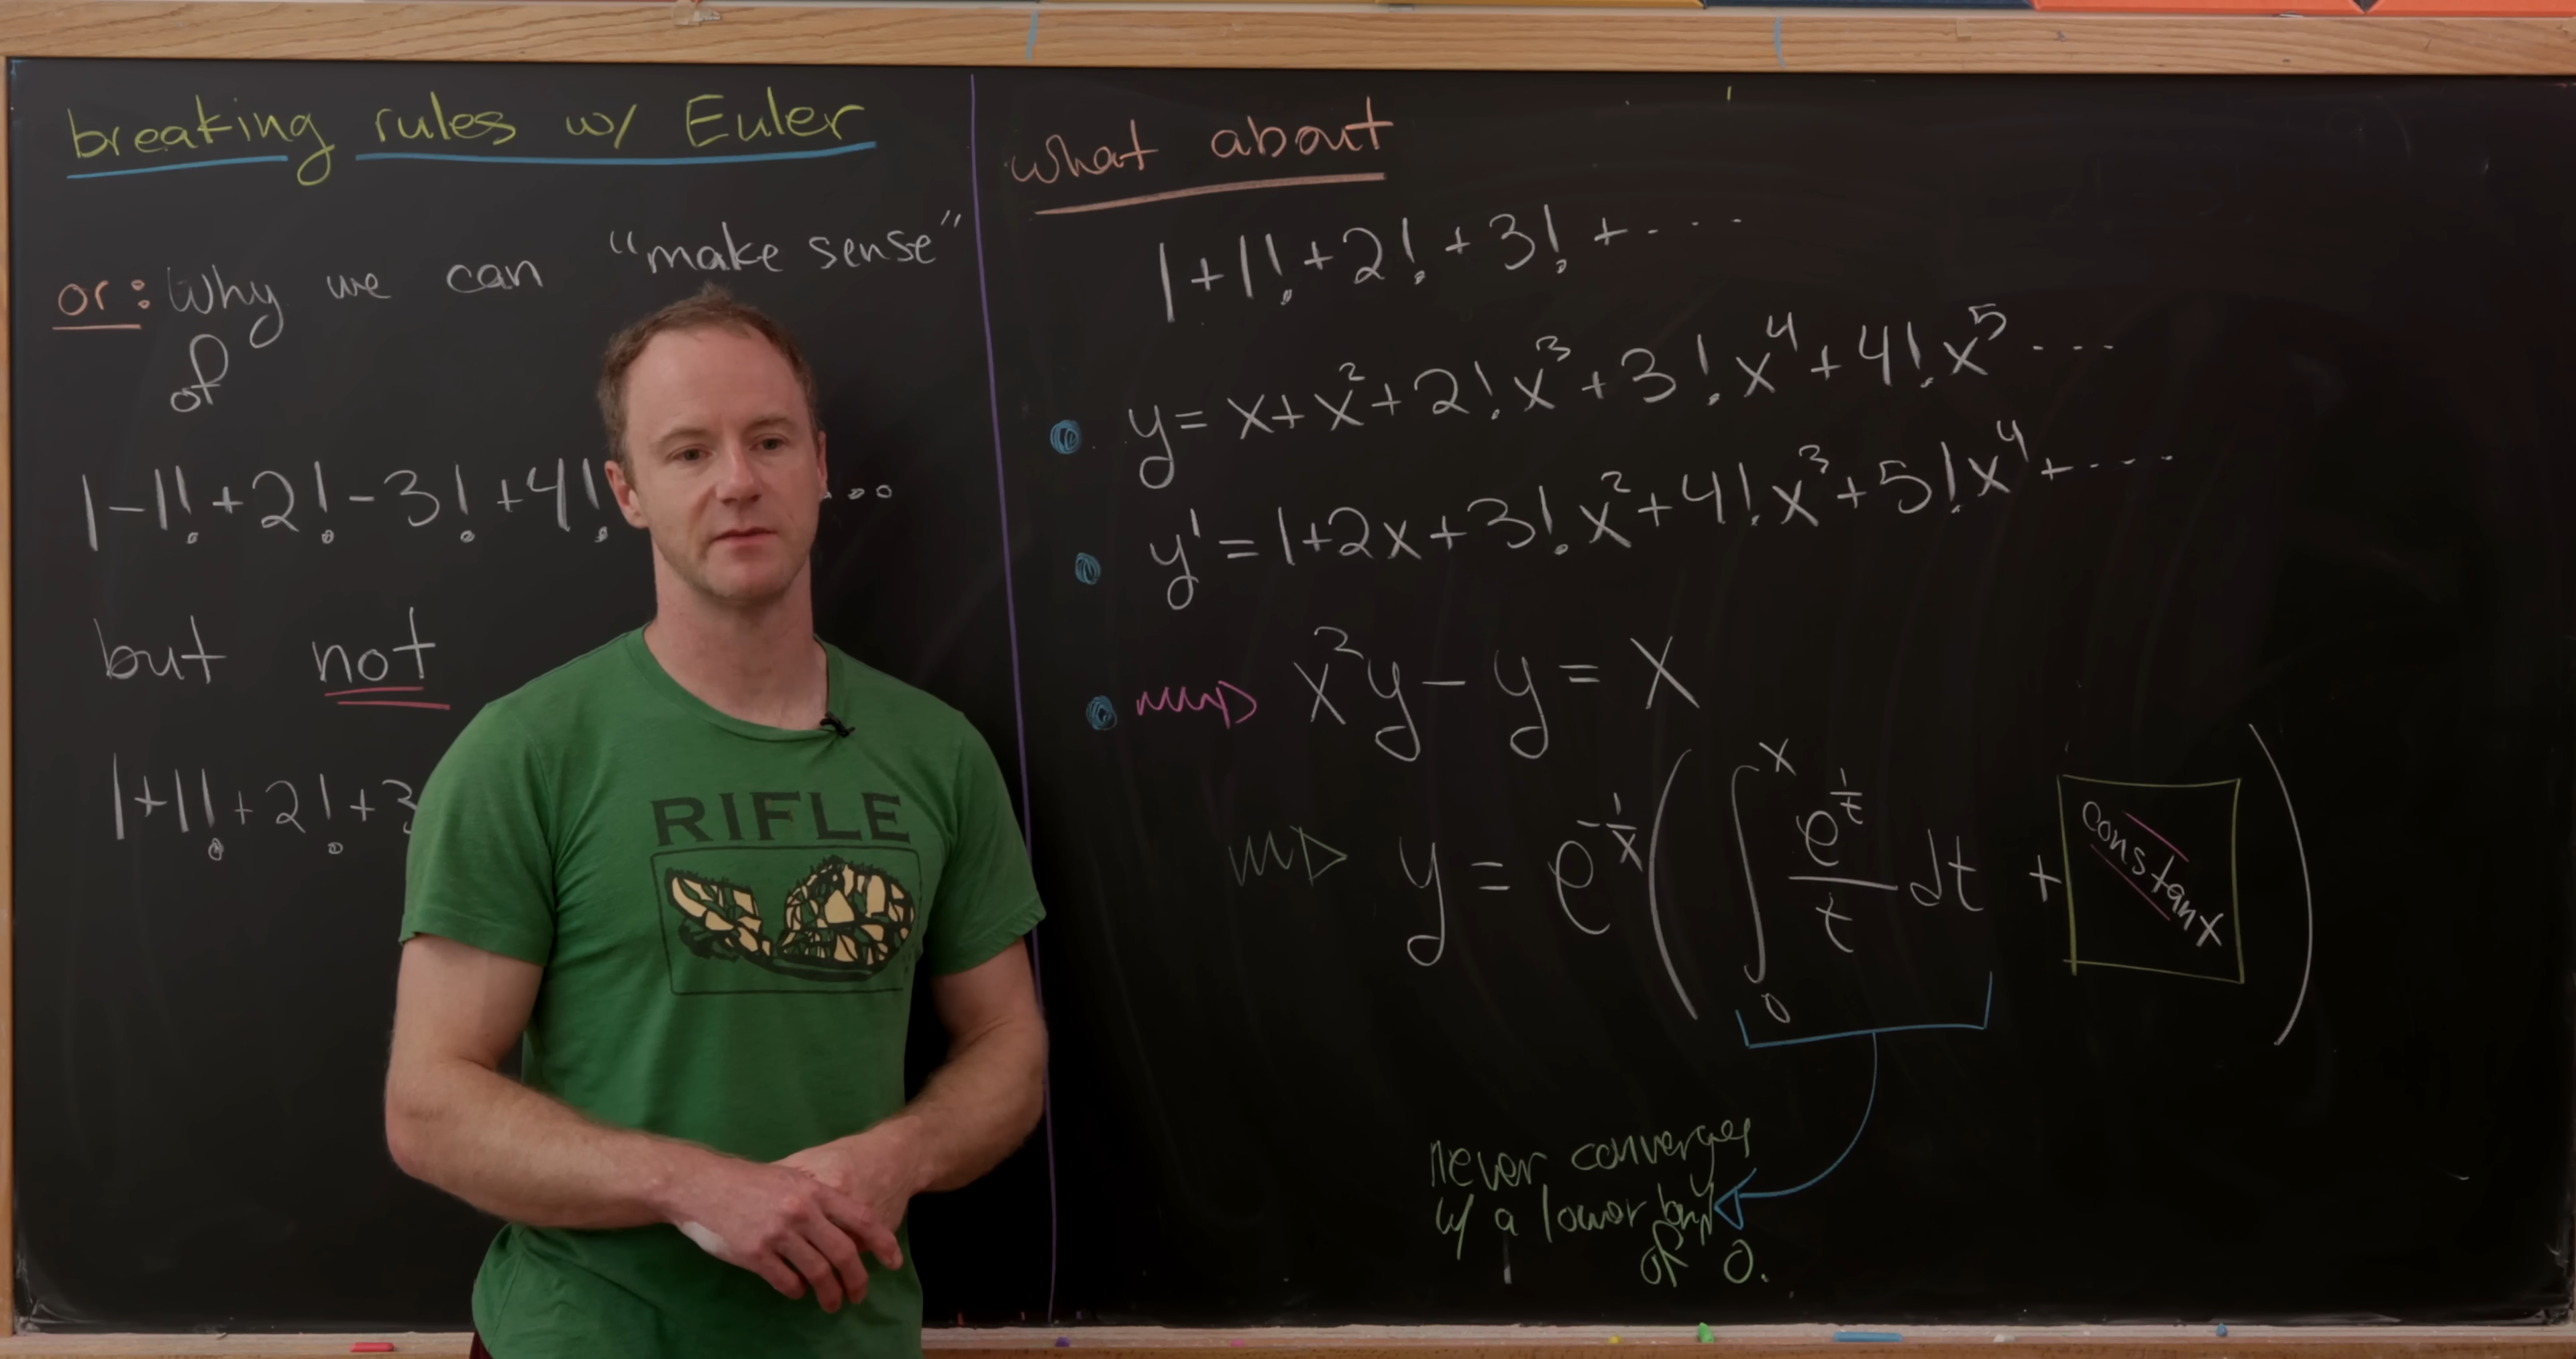 breaking rules w/ Euler
or: Why we can "make sense"
of
1-1!+2!-3!+4! ...
but not
1+1!+2!+3
what about
1+1!+2!+3!+....
y=x+x²+2!x³+3!x⁴+4!x⁵...
y'=1+2x+3!x²+4!x³+5!x⁴+....
x²y-y=x
y=e^{-1/x}(∫₀ˣ e^{1/t}/t dt + constant)
never converges
w/ a lower
of 0.
RIFLE